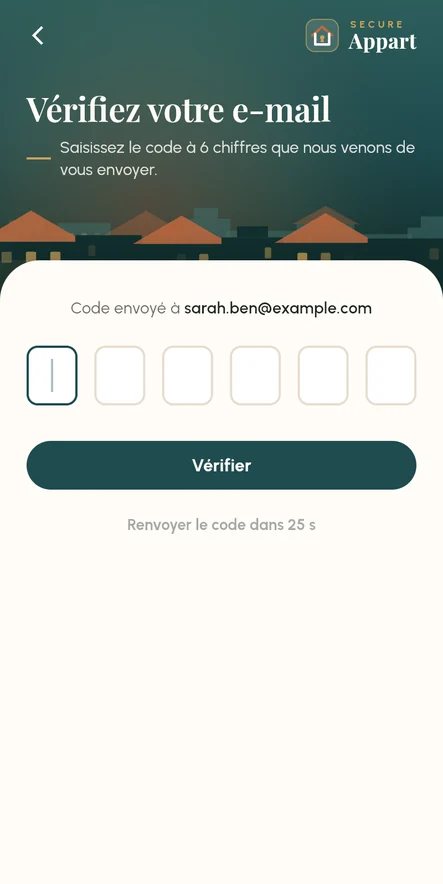 SECURE
Appart
Vérifiez votre e-mail
Saisissez le code à 6 chiffres que nous venons de
vous envoyer.
Code envoyé à sarah.ben@example.com
Vérifier
Renvoyer le code dans 25 s